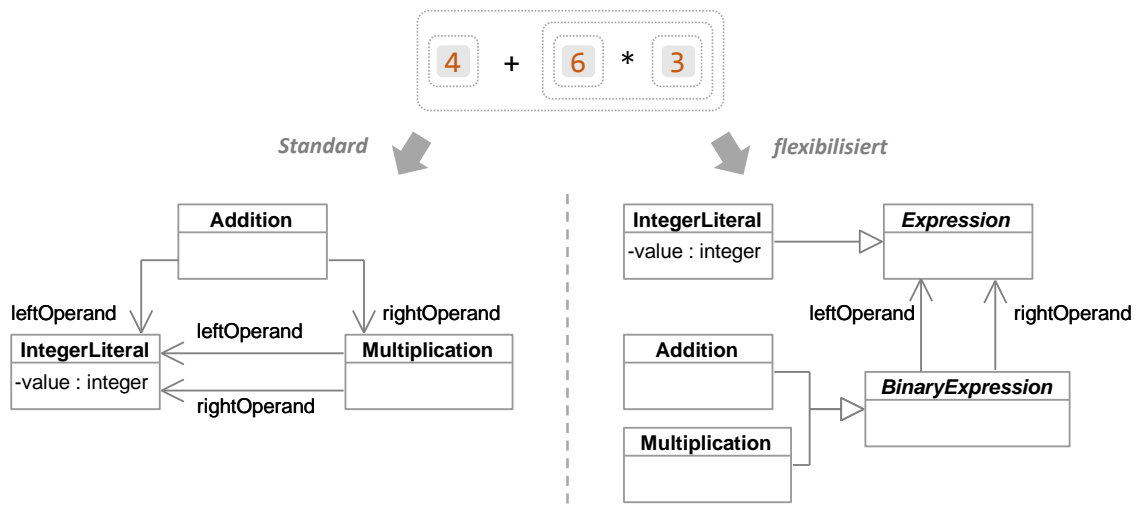 4 + 6 * 3
Standard
flexibilisiert
Addition
leftOperand
rightOperand
leftOperand
IntegerLiteral
-value : integer
Multiplication
rightOperand
IntegerLiteral
-value : integer
Expression
leftOperand
rightOperand
Addition
BinaryExpression
Multiplication